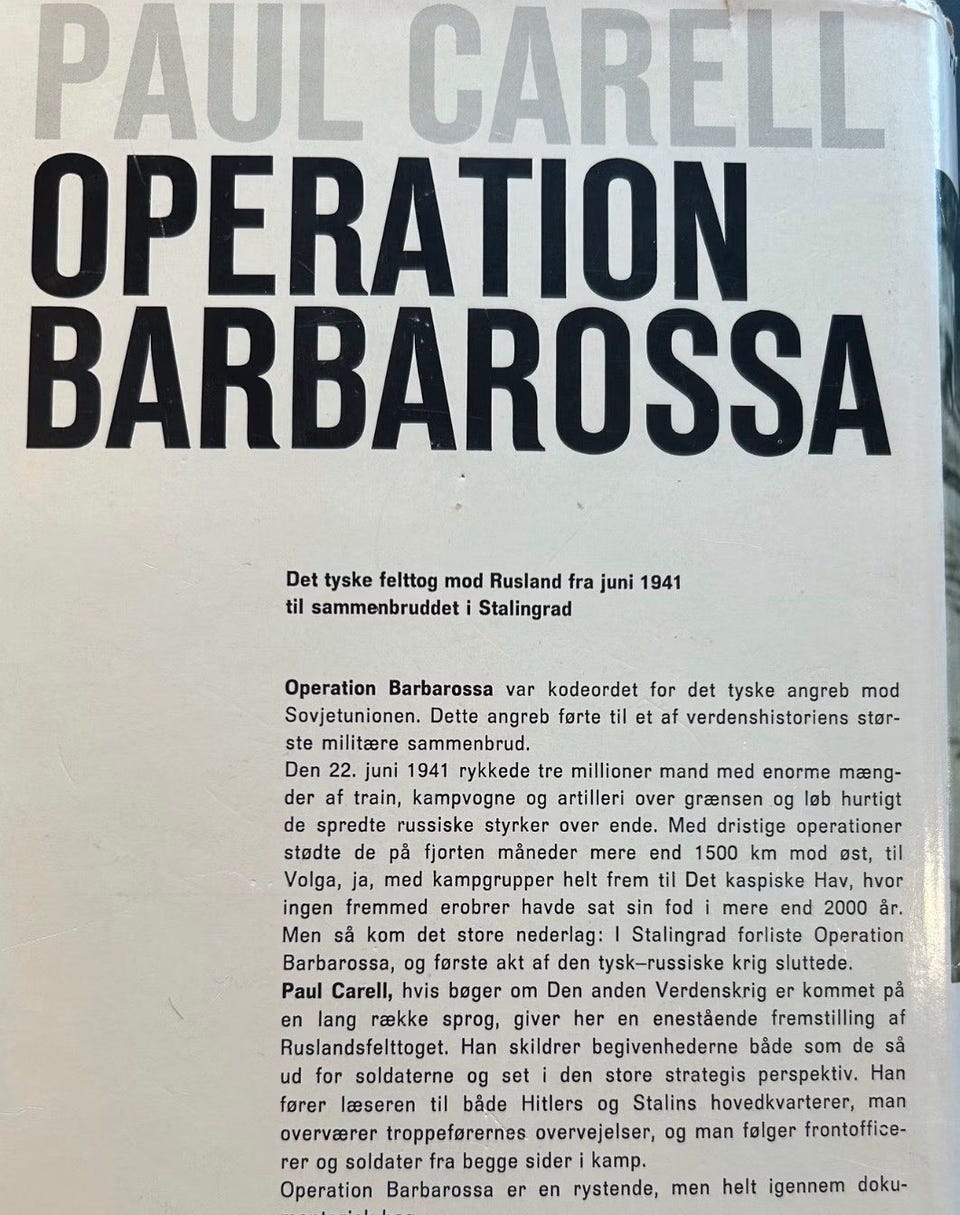 PAUL CARELL
OPERATION
BARBAROSSA
Det tyske felttog mod Rusland fra juni 1941
til sammenbruddet i Stalingrad
Operation Barbarossa var kodeordet for det tyske angreb mod
Sovjetunionen. Dette angreb førte til et af verdenshistoriens stør-
ste militære sammenbrud.
Den 22. juni 1941 rykkede tre millioner mand med enorme mæng-
der af train, kampvogne og artilleri over grænsen og løb hurtigt
de spredte russiske styrker over ende. Med dristige operationer
stødte de på fjorten måneder mere end 1500 km mod øst, til
Volga, ja, med kampgrupper helt frem til Det kaspiske Hav, hvor
ingen fremmed erobrer havde sat sin fod i mere end 2000 år.
Men så kom det store nederlag: I Stalingrad forliste Operation
Barbarossa, og første akt af den tysk–russiske krig sluttede.
Paul Carell, hvis bøger om Den anden Verdenskrig er kommet på
en lang række sprog, giver her en enestående fremstilling af
Ruslandsfelttoget. Han skildrer begivenhederne både som de så
ud for soldaterne og set i den store strategis perspektiv. Han
fører læseren til både Hitlers og Stalins hovedkvarterer, man
overværer troppeførernes overvejelser, og man følger frontoffice-
rer og soldater fra begge sider i kamp.
Operation Barbarossa er en rystende, men helt igennem doku-